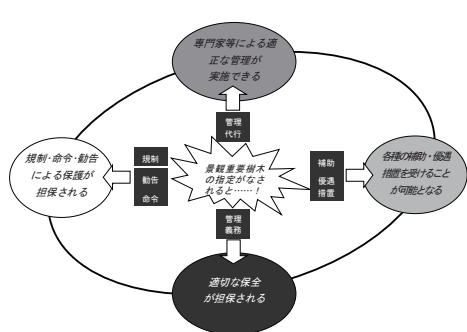 専門家等による適
正な管理が
実施できる
管理
代行
規制・命令・勧告
による保護が
担保される
規制
勧告
命令
景観重要樹木
の指定がなさ
れると……！
補助
優遇
措置
各種の補助・優遇
措置を受けること
が可能となる
管理
義務
適切な保全
が担保される